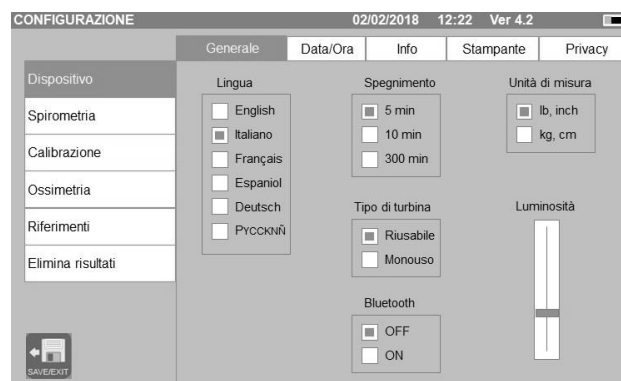 CONFIGURAZIONE 02/02/2018 12:22 Ver 4.2
Generale Data/Ora Info Stampante Privacy
Dispositivo
Spirometria
Calibrazione
Ossimetria
Riferimenti
Elimina risultati
SAVE/EXIT
Lingua
English
Italiano
Français
Espaniol
Deutsch
PYCCKNÑ
Spegnimento
5 min
10 min
300 min
Tipo di turbina
Riusabile
Monouso
Bluetooth
OFF
ON
Unità di misura
lb, inch
kg, cm
Luminosità